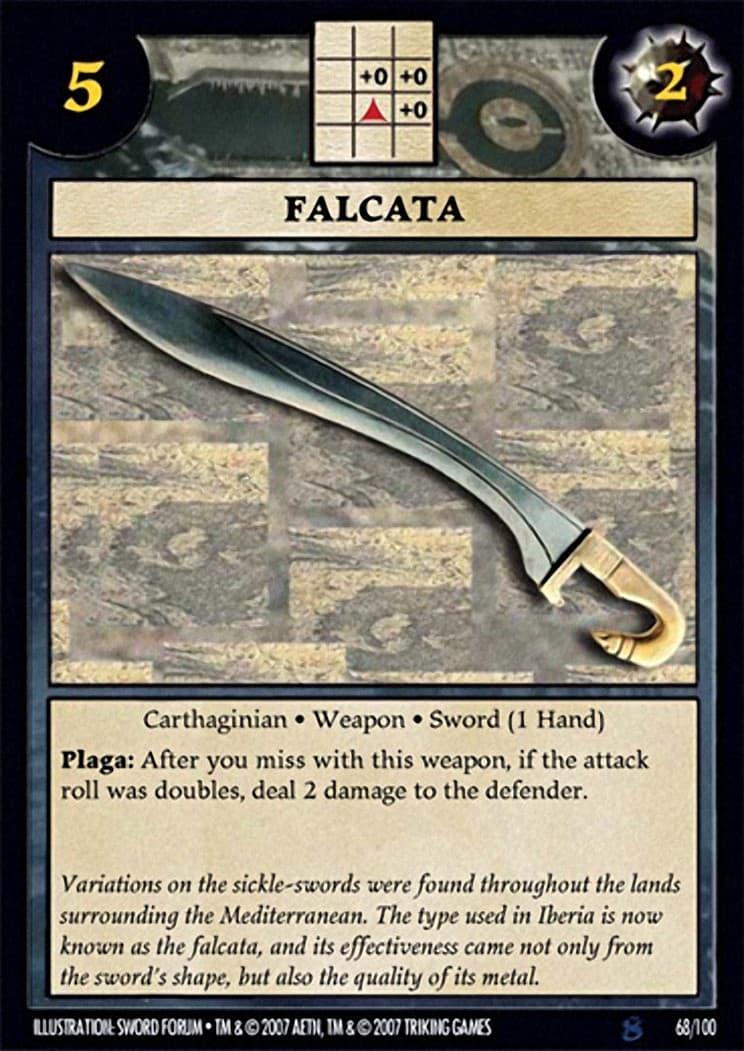 5
+0 +0
2
+0
FALCATA
Carthaginian • Weapon • Sword (1 Hand)
Plaga: After you miss with this weapon, if the attack
roll was doubles, deal 2 damage to the defender.
Variations on the sickle-swords were found throughout the lands
surrounding the Mediterranean. The type used in Iberia is now
known as the falcata, and its effectiveness came not only from
the sword's shape, but also the quality of its metal.
ILLUSTRATION: SWORD FORUM • TM & © 2007 AETN, TM & © 2007 TRIKING GAMES
68/100